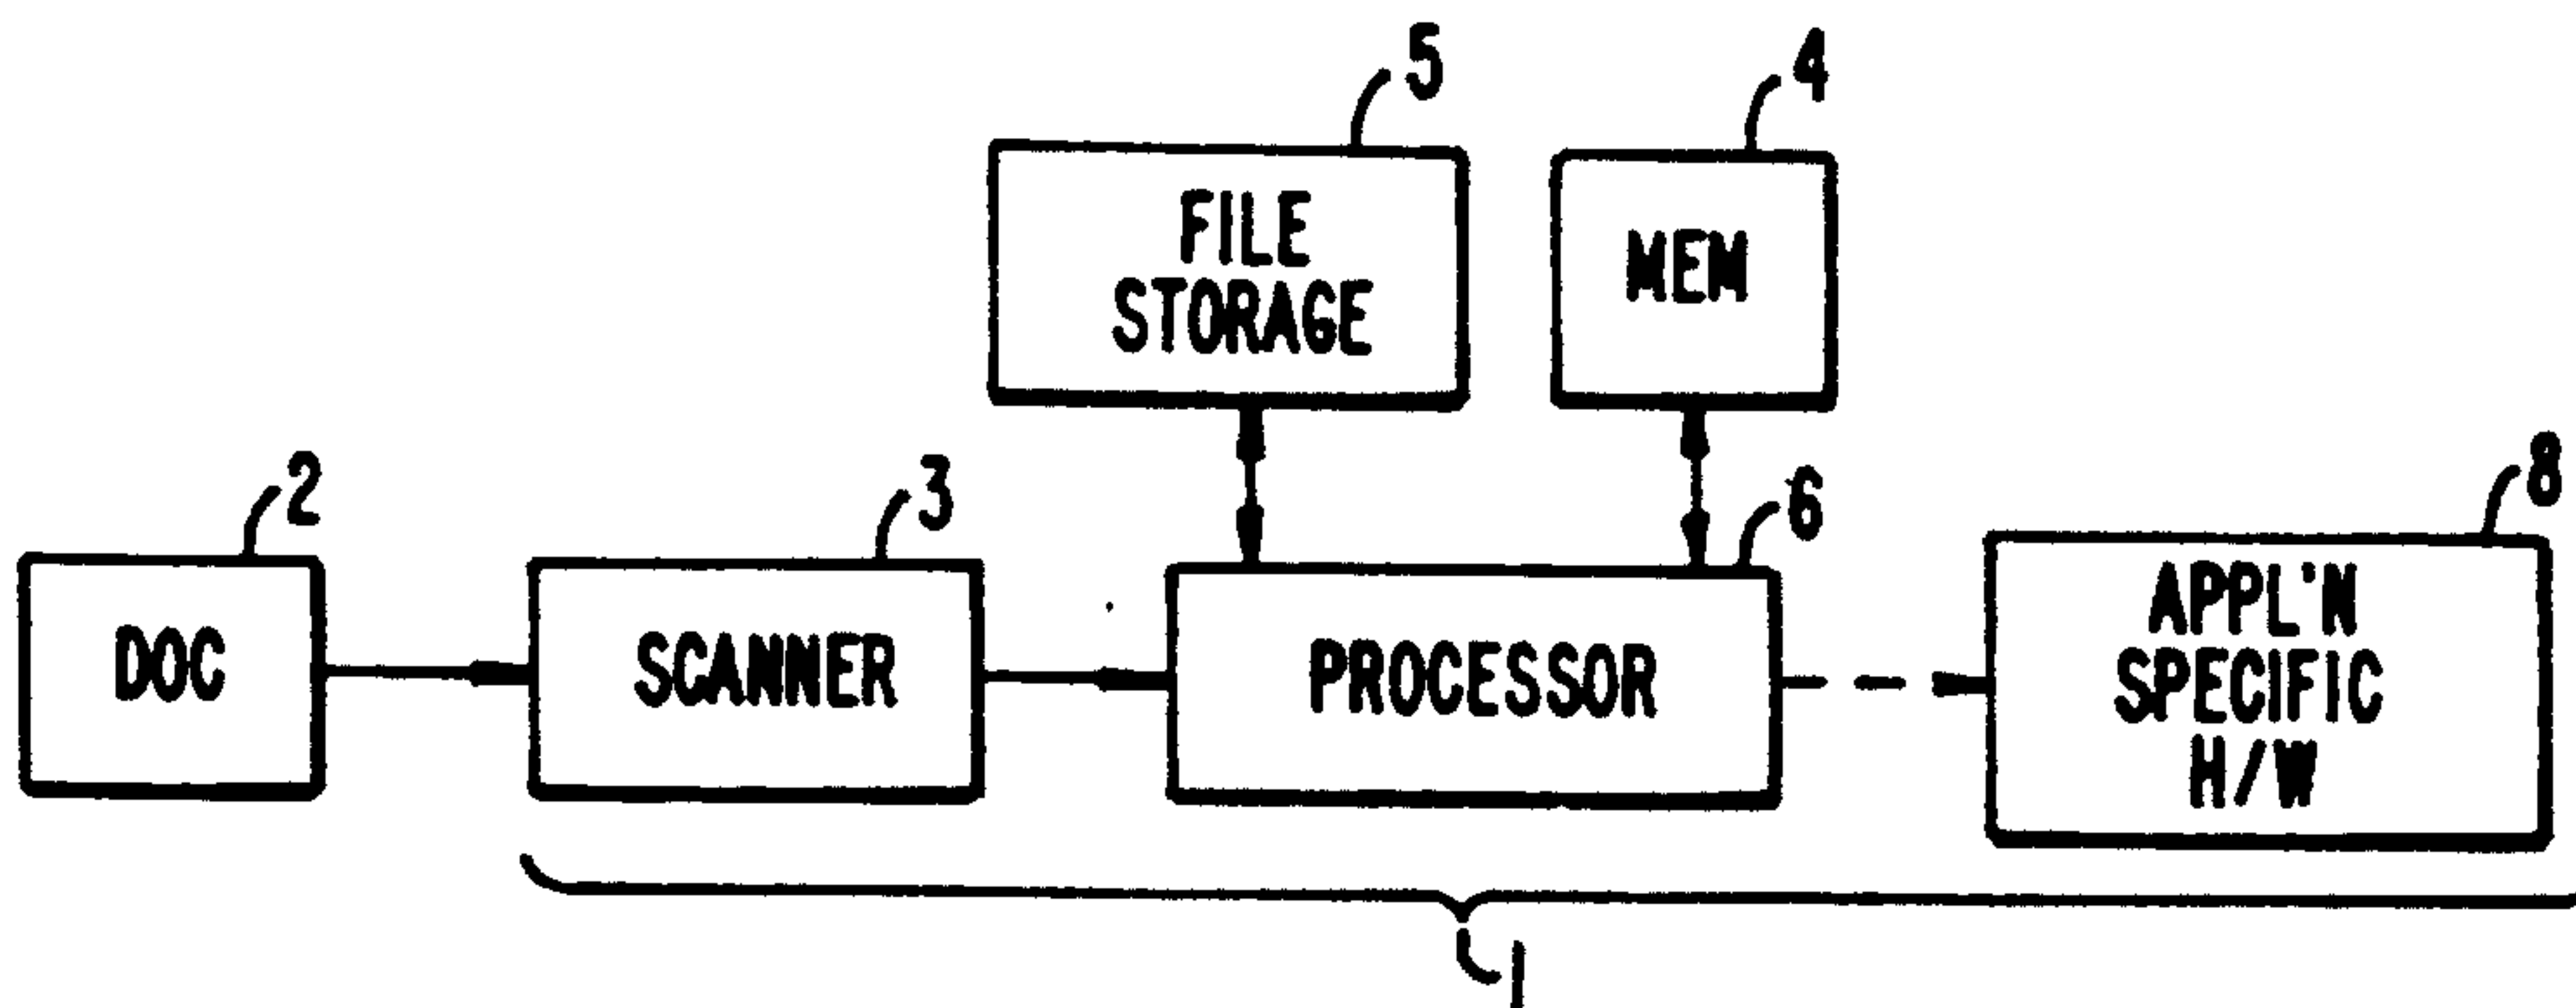 5
4
FILE
STORAGE
MEM
2
3
6
8
DOC
SCANNER
PROCESSOR
APPL'N
SPECIFIC
H/W
1